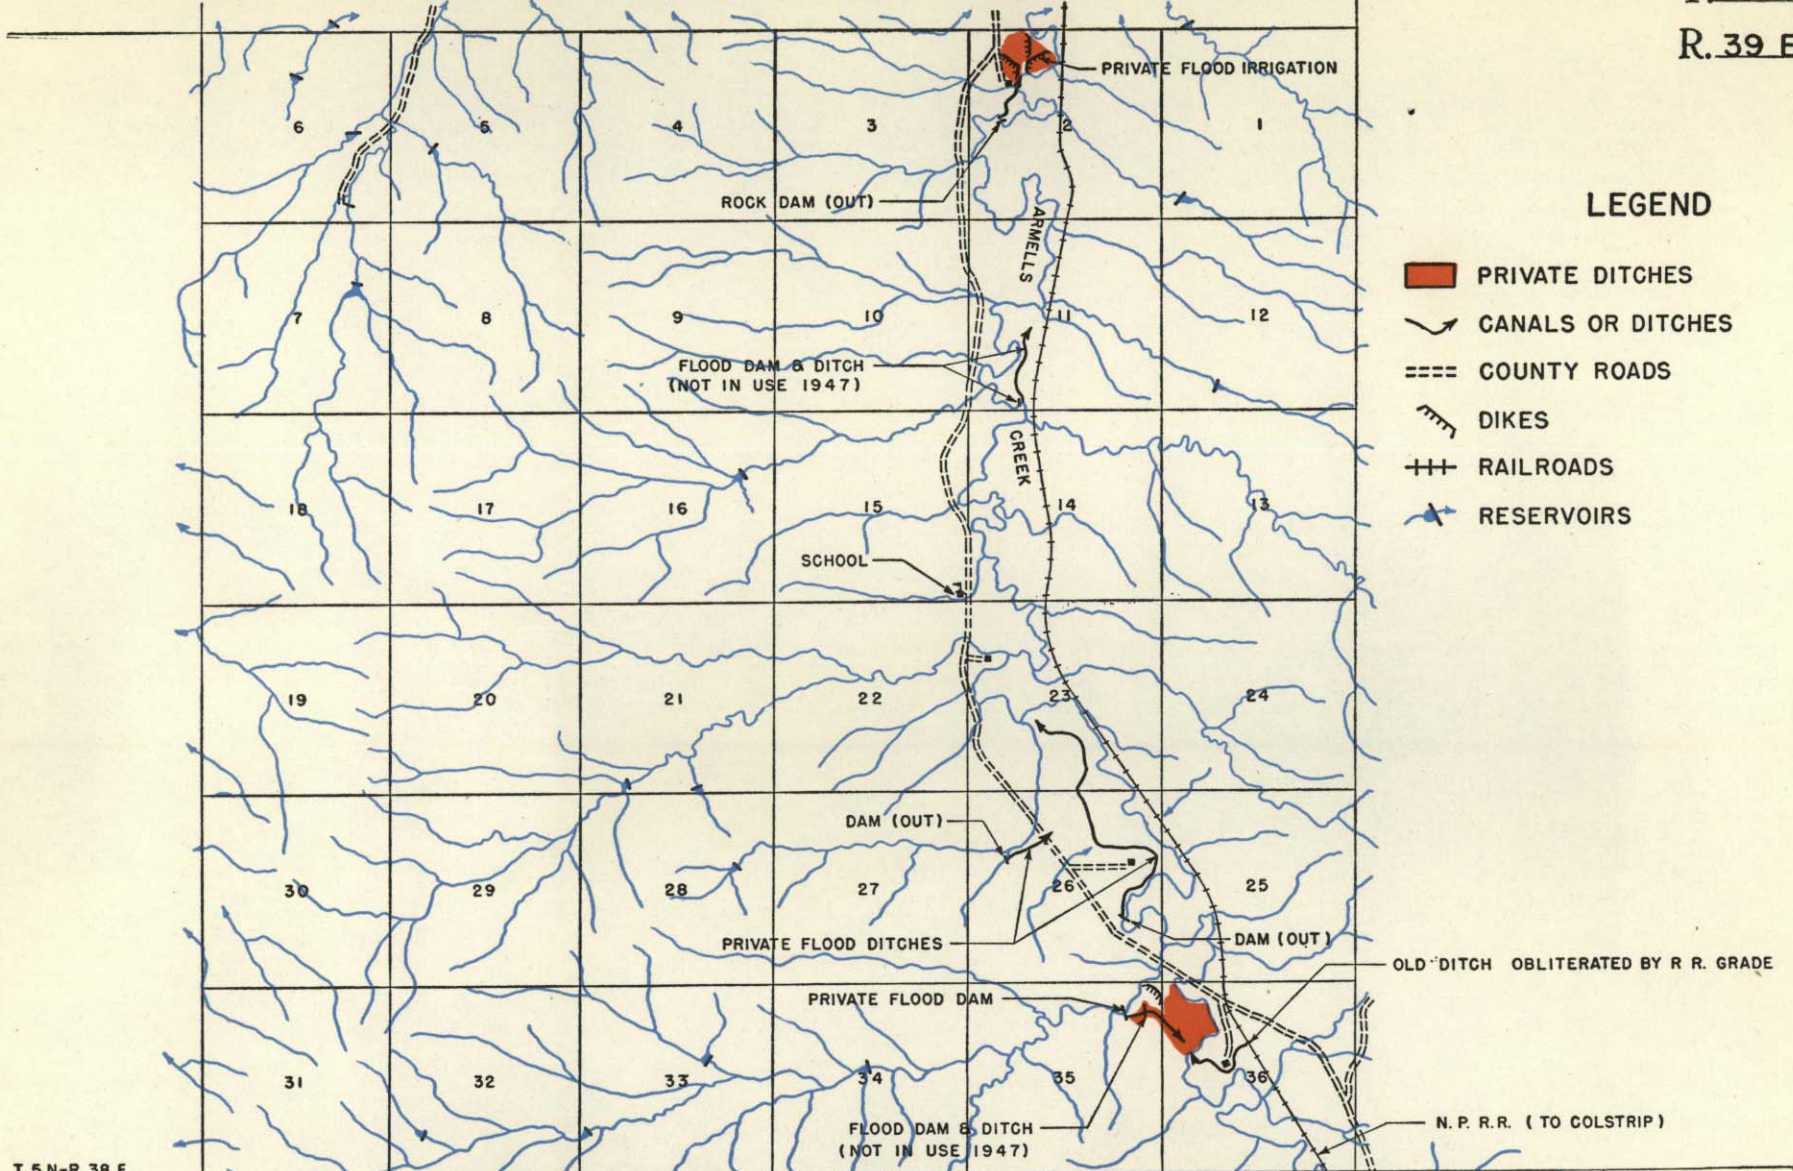 R. 39 E
PRIVATE FLOOD IRRIGATION
6 5 4 3 2 1
ROCK DAM (OUT)
ARMELLS
7 8 9 10 11 12
FLOOD DAM & DITCH
(NOT IN USE 1947)
CREEK
18 17 16 15 14 13
SCHOOL
19 20 21 22 23 24
DAM (OUT)
30 29 28 27 26 25
PRIVATE FLOOD DITCHES
DAM (OUT)
OLD DITCH OBLITERATED BY R R. GRADE
PRIVATE FLOOD DAM
31 32 33 34 35 36
FLOOD DAM & DITCH
(NOT IN USE 1947)
N. P. R.R. ( TO COLSTRIP )
T 5 N-R 38 E
LEGEND
PRIVATE DITCHES
CANALS OR DITCHES
COUNTY ROADS
DIKES
RAILROADS
RESERVOIRS